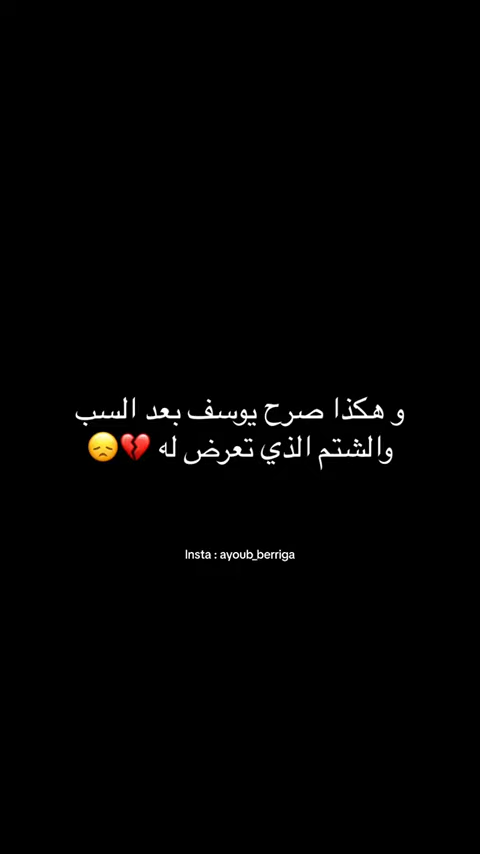 و هكذا صرح يوسف بعد السب
والشتم الذي تعرض له 💔😞
Insta : ayoub_berriga